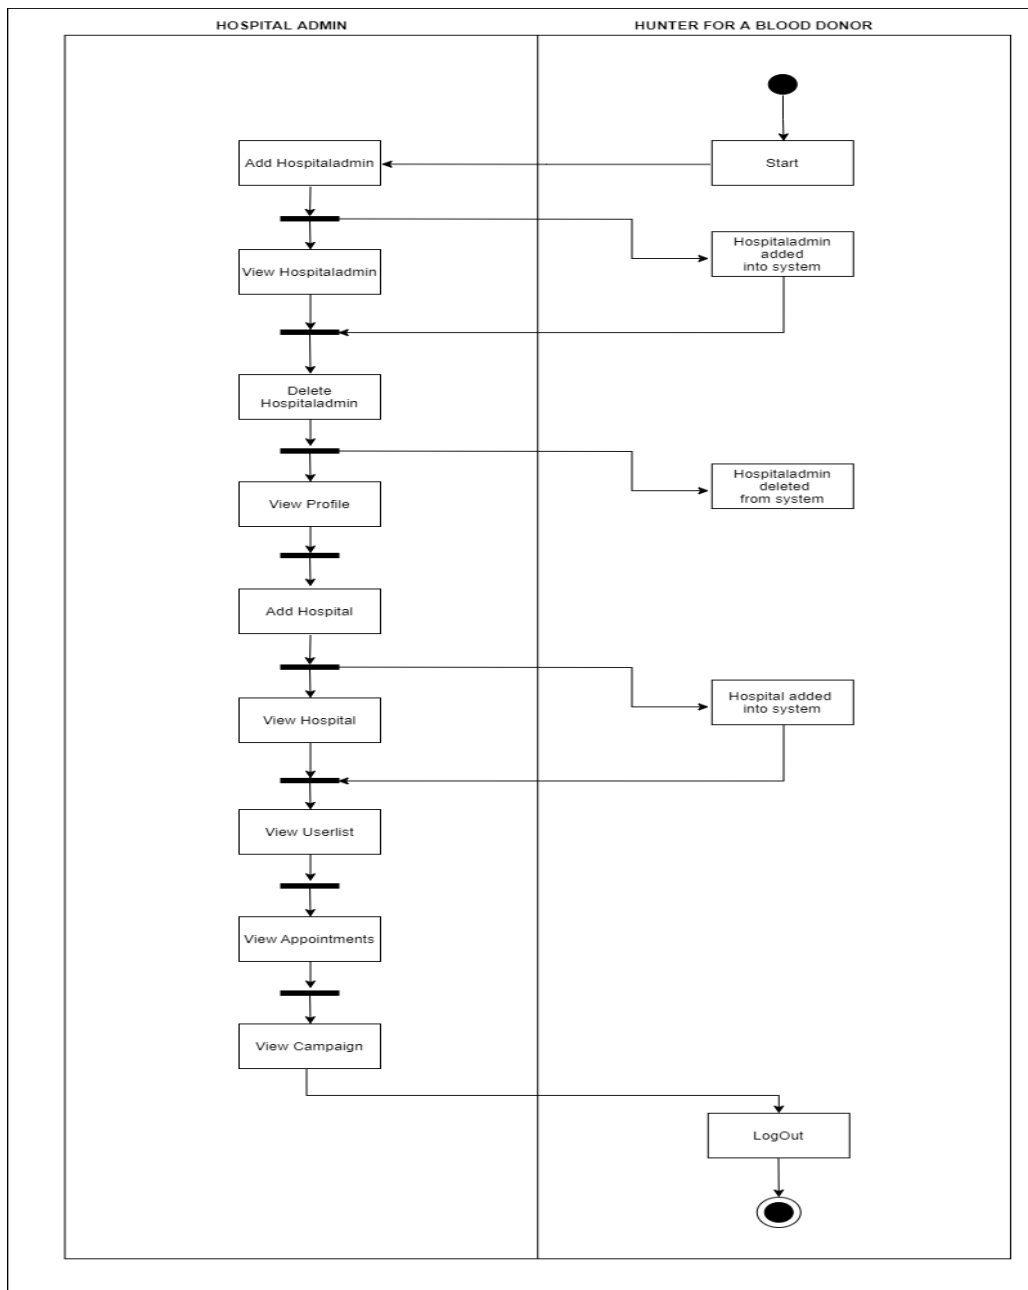 HOSPITAL ADMIN
HUNTER FOR A BLOOD DONOR
Start
Add Hospitaladmin
Hospitaladmin
added
into system
View Hospitaladmin
Delete
Hospitaladmin
Hospitaladmin
deleted
from system
View Profile
Add Hospital
Hospital added
into system
View Hospital
View Userlist
View Appointments
View Campaign
LogOut